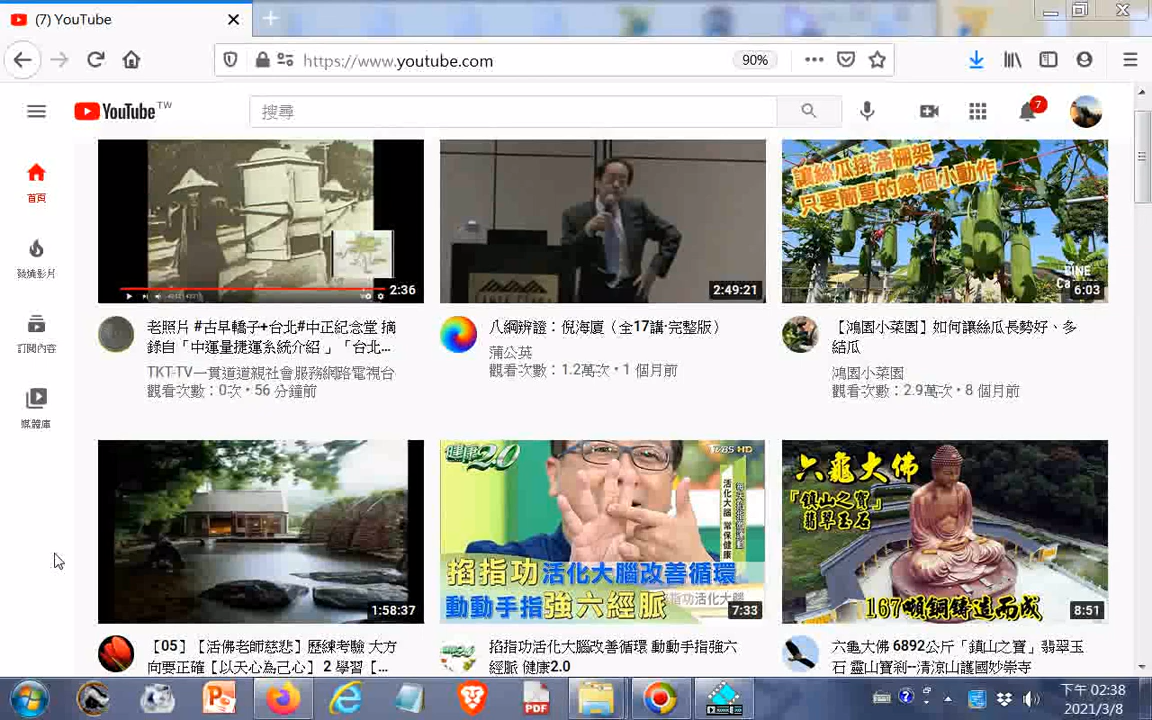 (7) YouTube
https://www.youtube.com
90%
YouTube TW
搜尋
7
首頁
發燒影片
訂閱內容
媒體庫
2:36
2:49:21
讓絲瓜掛滿棚架
只要簡單的幾個小動作
6:03
老照片 #古早轎子+台北#中正紀念堂 摘
錄自「中運量捷運系統介紹 」「台北...
TKT-TV一貫道道親社會服務網路電視台
觀看次數：0次 • 56 分鐘前
八綱辨證：倪海廈（全17講·完整版）
蒲公英
觀看次數：1.2萬次 • 1 個月前
【鴻園小菜園】如何讓絲瓜長勢好、多
結瓜
鴻園小菜園
觀看次數：2.9萬次 • 8 個月前
1:58:37
健康2.0
TVBS HD
活化大腦 常保健康
掐指功活化大腦改善循環
動動手指強六經脈
7:33
六龜大佛
「鎮山之寶」
翡翠玉石
167噸銅鑄造而成
8:51
【05】【活佛老師慈悲】歷練考驗 大方
向要正確【以天心為己心】2 學習【...
掐指功活化大腦改善循環 動動手指強六
經脈 健康2.0
六龜大佛 6892公斤「鎮山之寶」翡翠玉
石 靈山寶剎–清涼山護國妙崇寺
PDF
下午 02:38
2021/3/8